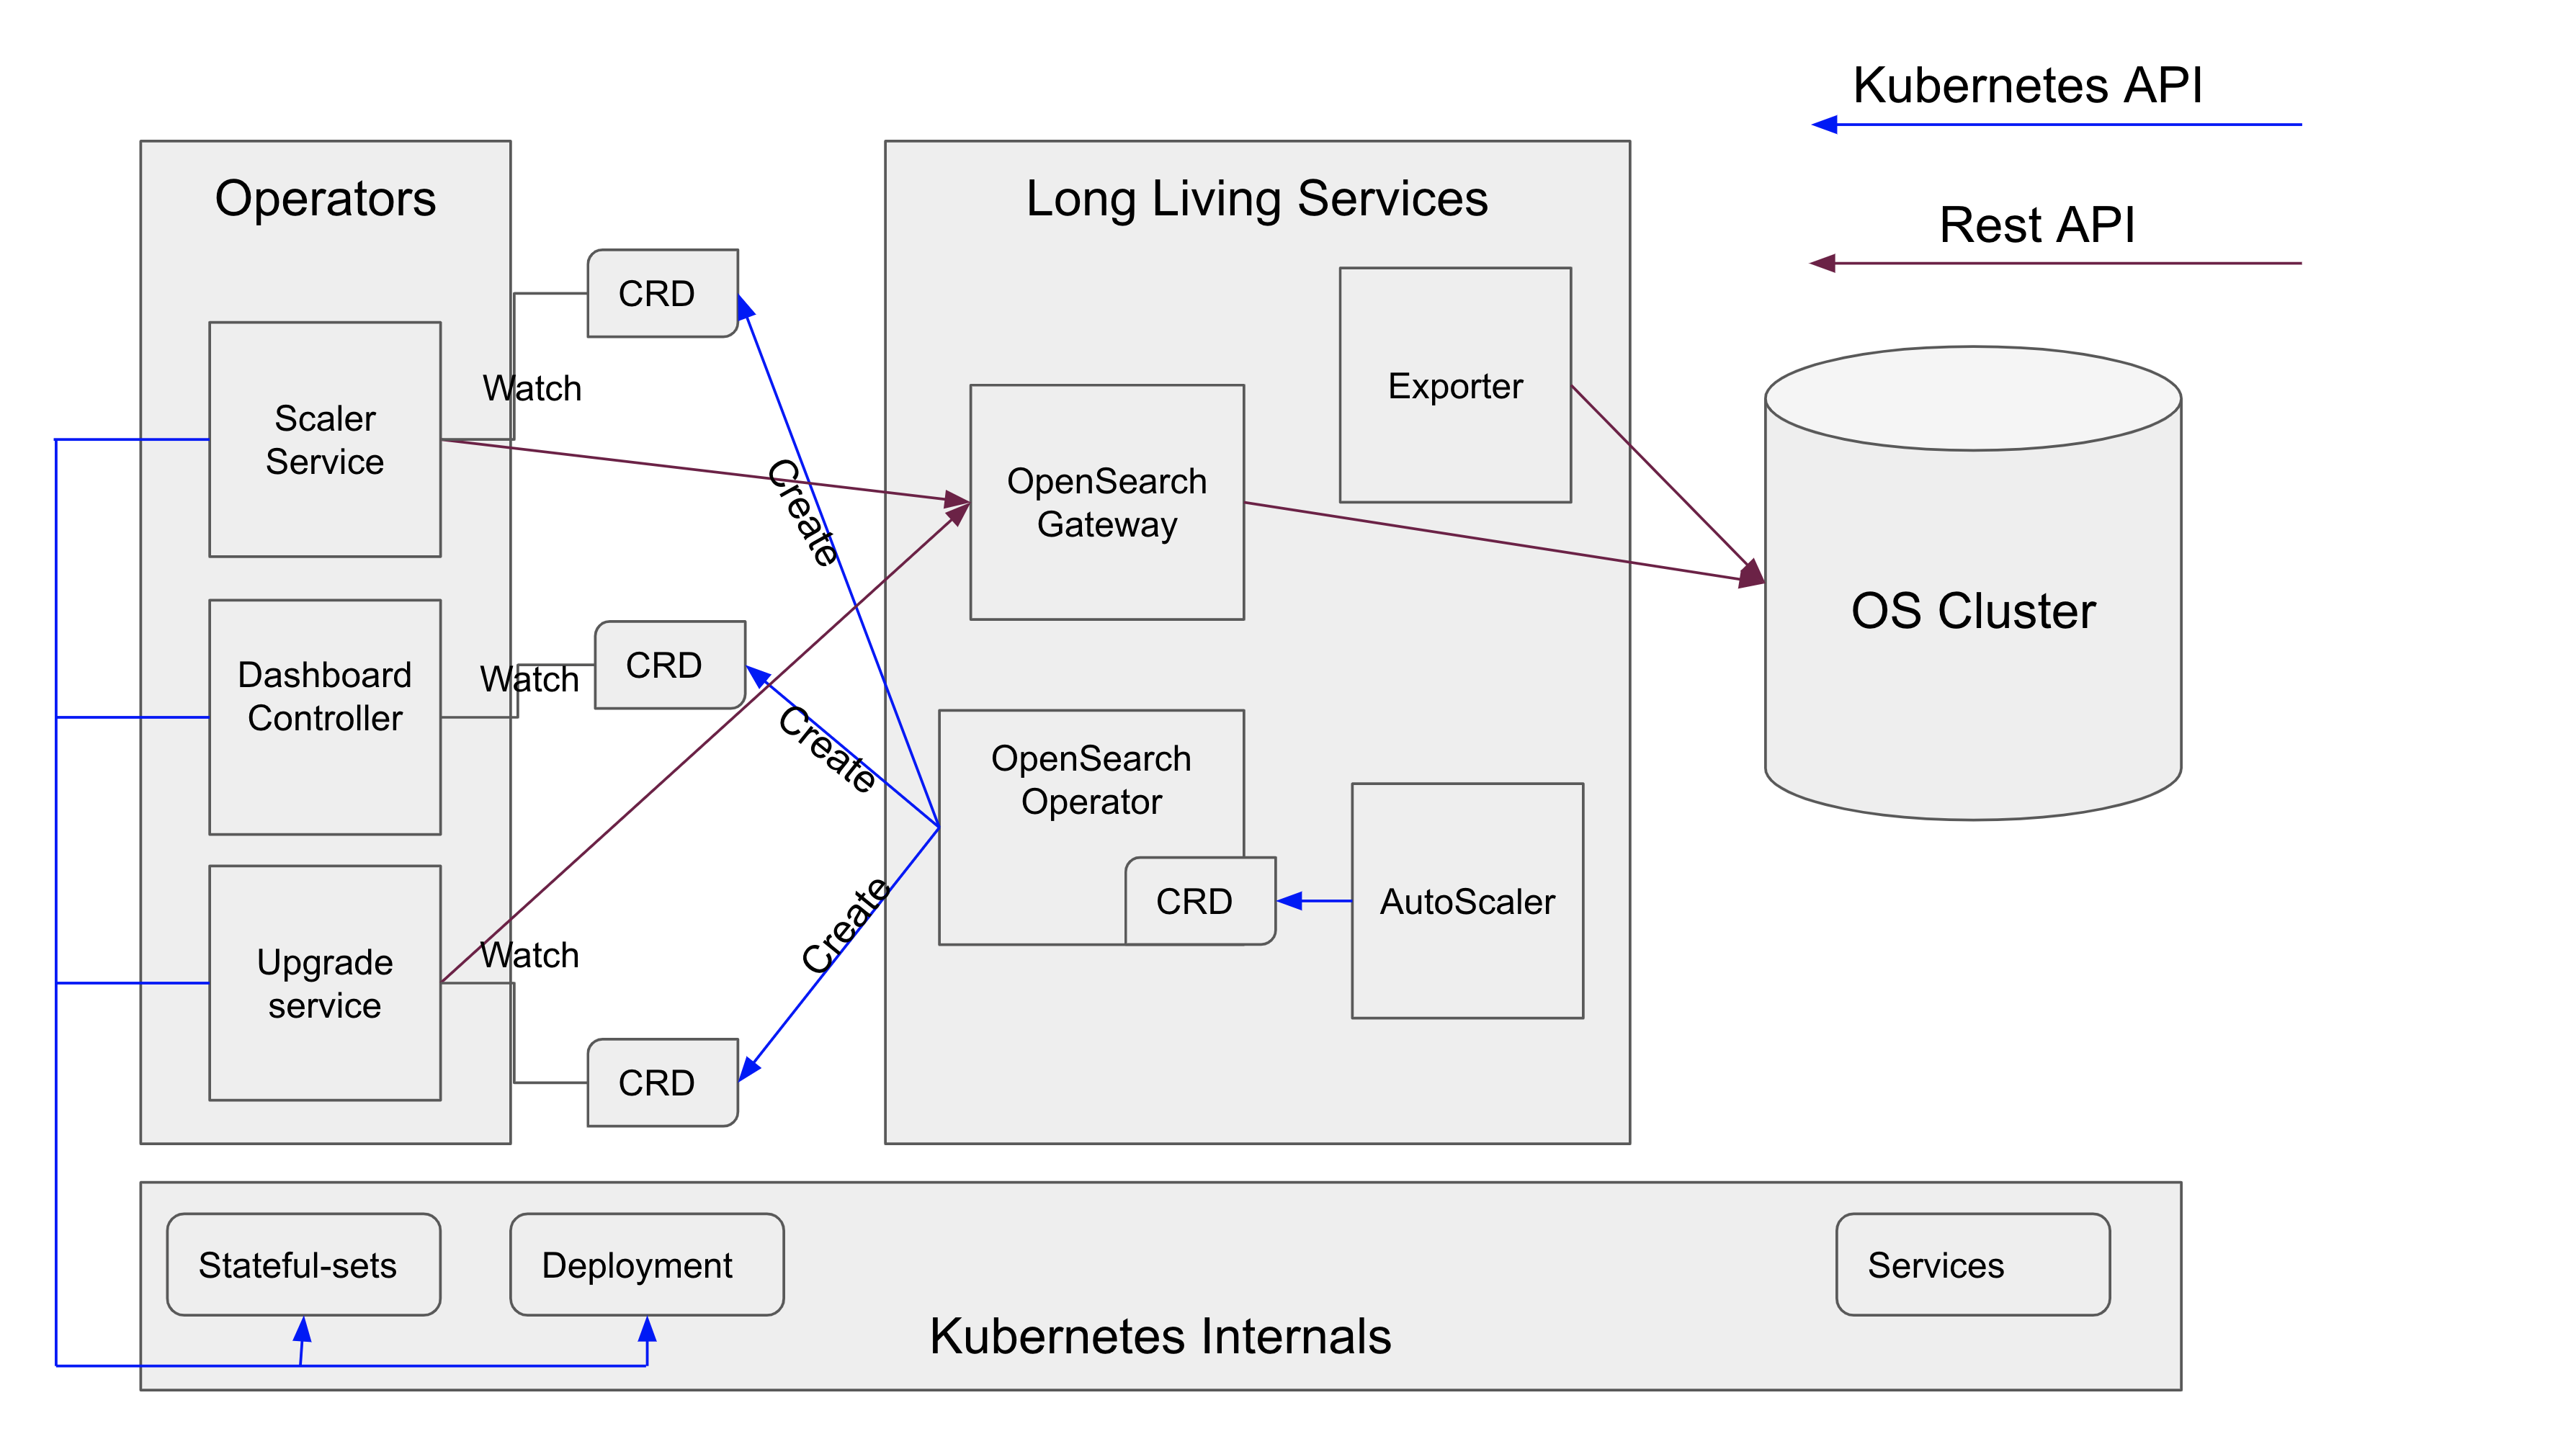 Kubernetes API
Rest API
Operators
Long Living Services
CRD
Watch
Scaler
Service
Create
Exporter
OpenSearch
Gateway
OS Cluster
Dashboard
Controller
Watch
CRD
Create
OpenSearch
Operator
CRD
AutoScaler
Create
Watch
Upgrade
service
CRD
Stateful-sets
Deployment
Services
Kubernetes Internals